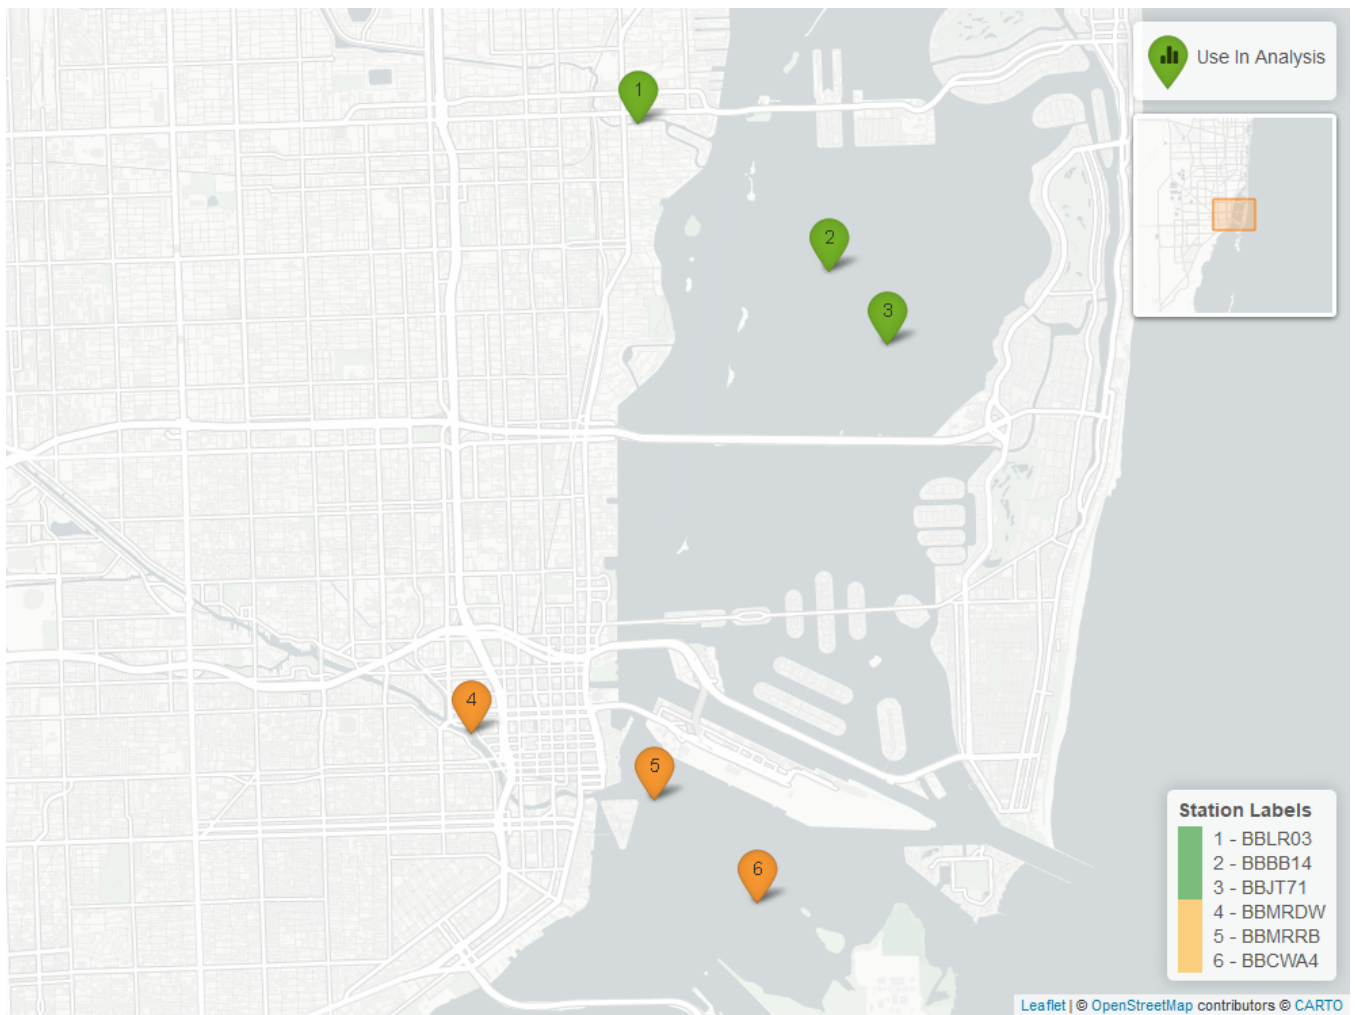 1
Use In Analysis
2
3
4
5
6
Station Labels
1 - BBLR03
2 - BBBB14
3 - BBJT71
4 - BBMRDW
5 - BBMRRB
6 - BBCWA4
Leaflet | © OpenStreetMap contributors © CARTO